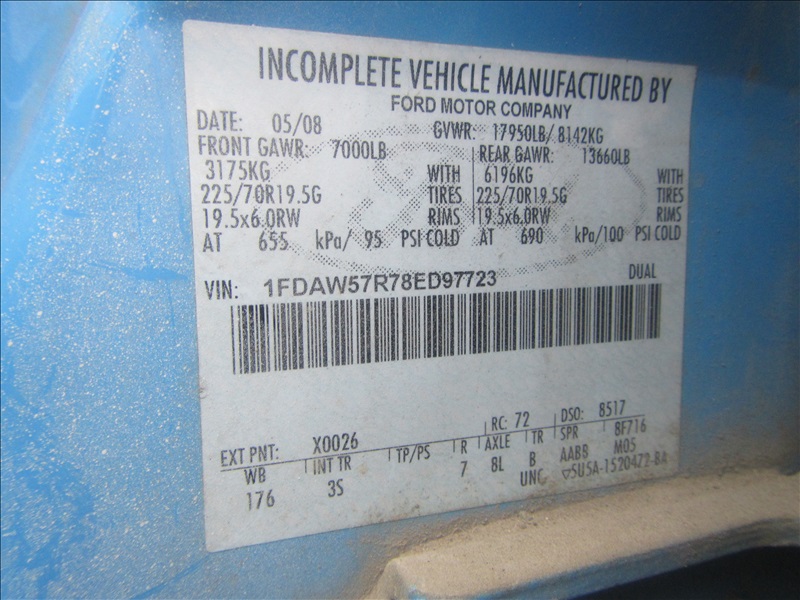 INCOMPLETE VEHICLE MANUFACTURED BY
FORD MOTOR COMPANY
DATE: 05/08 GVWR: 17950LB/ 8142KG
FRONT GAWR: 7000LB REAR GAWR: 13660LB
3175KG WITH 6196KG WITH
225/70R19.5G TIRES 225/70R19.5G TIRES
19.5x6.0RW RIMS 19.5x6.0RW RIMS
AT 655 kPa/ 95 PSI COLD AT 690 kPa/100 PSI COLD
VIN: 1FDAW57R78ED97723 DUAL
EXT PNT: X0026 RC: 72 DSO: 8517
WB INT TR TP/PS R AXLE TR SPR 8F716
176 3S 7 8L B AABB M05
UNC ▽5U5A-1520472-BA